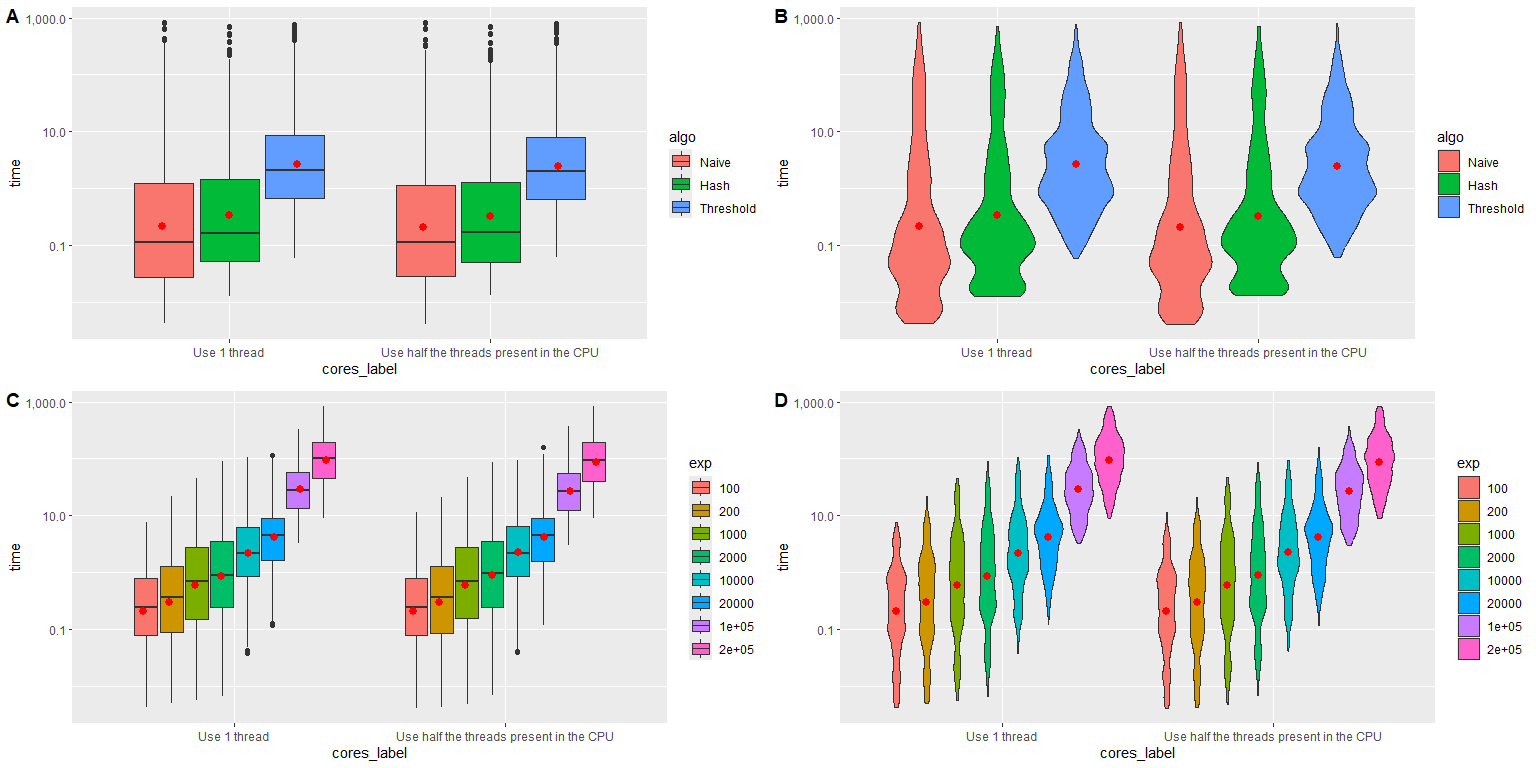 A
1,000.0
10.0
0.1
time
Use 1 thread
Use half the threads present in the CPU
cores_label
algo
Naive
Hash
Threshold
B
1,000.0
10.0
0.1
time
Use 1 thread
Use half the threads present in the CPU
cores_label
algo
Naive
Hash
Threshold
C
1,000.0
10.0
0.1
time
Use 1 thread
Use half the threads present in the CPU
cores_label
exp
100
200
1000
2000
10000
20000
1e+05
2e+05
D
1,000.0
10.0
0.1
time
Use 1 thread
Use half the threads present in the CPU
cores_label
exp
100
200
1000
2000
10000
20000
1e+05
2e+05